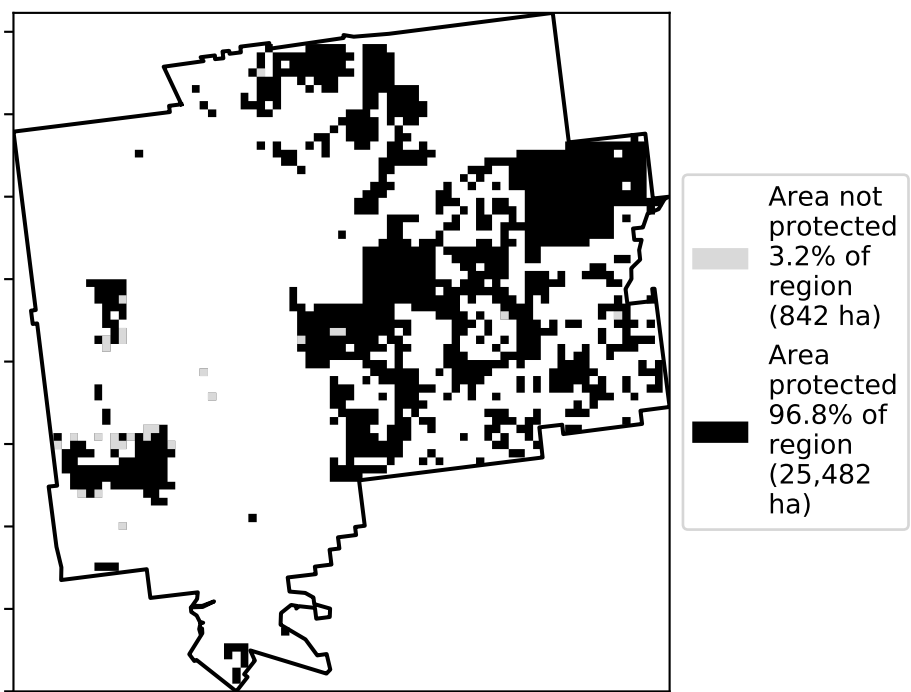 Area not
protected
3.2% of
region
(842 ha)
Area
protected
96.8% of
region
(25,482
ha)